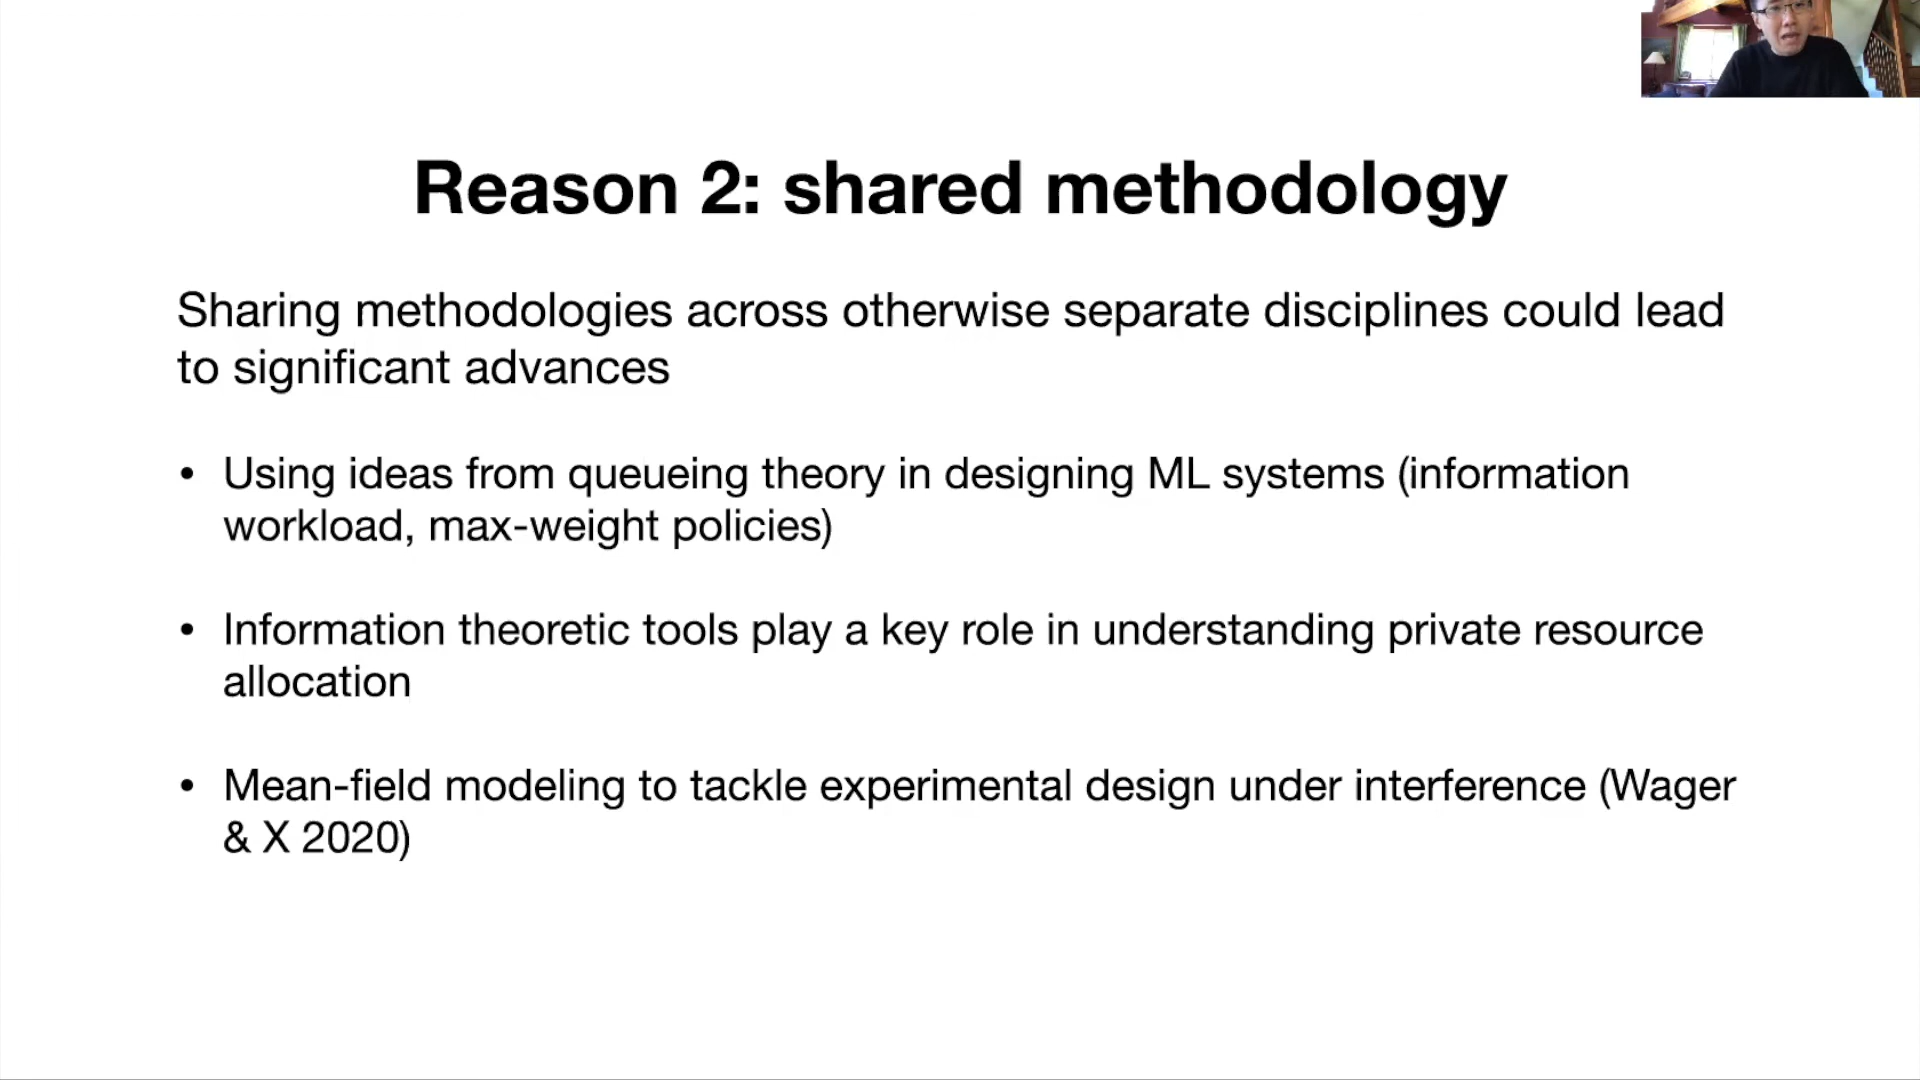 Reason 2: shared methodology
Sharing methodologies across otherwise separate disciplines could lead
to significant advances
• Using ideas from queueing theory in designing ML systems (information
workload, max-weight policies)
• Information theoretic tools play a key role in understanding private resource
allocation
• Mean-field modeling to tackle experimental design under interference (Wager
& X 2020)